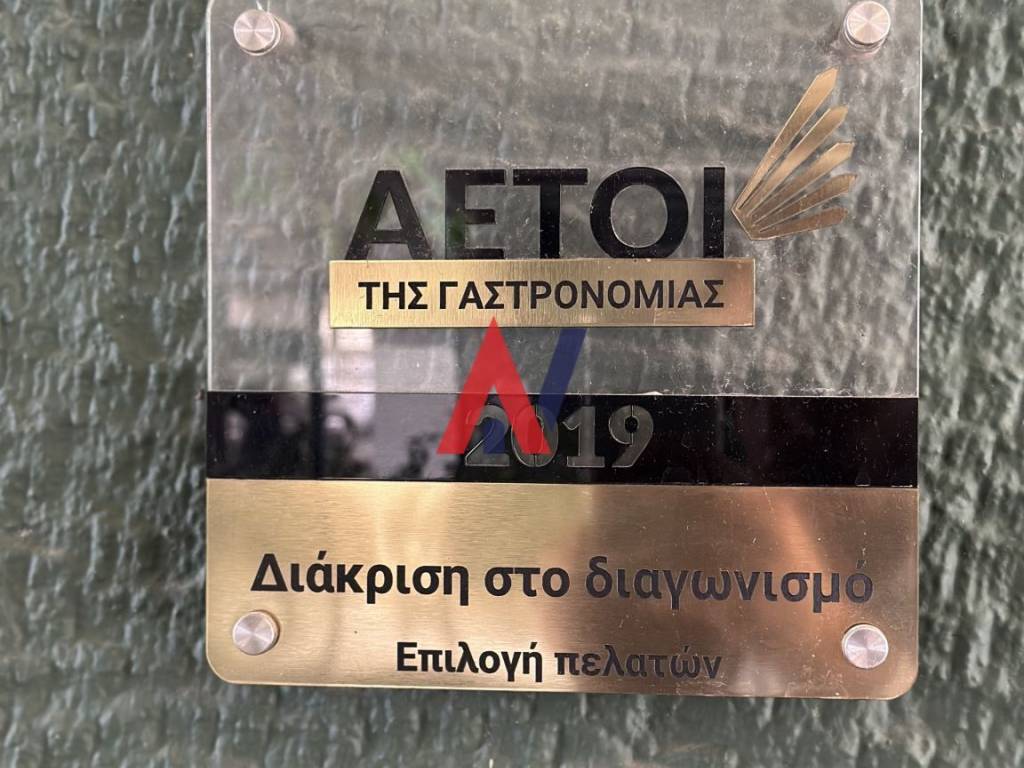 ΑΕΤΟΙ
ΤΗΣ ΓΑΣΤΡΟΝΟΜΙΑΣ
2019
Διάκριση στο διαγωνισμό
Επιλογή πελατών